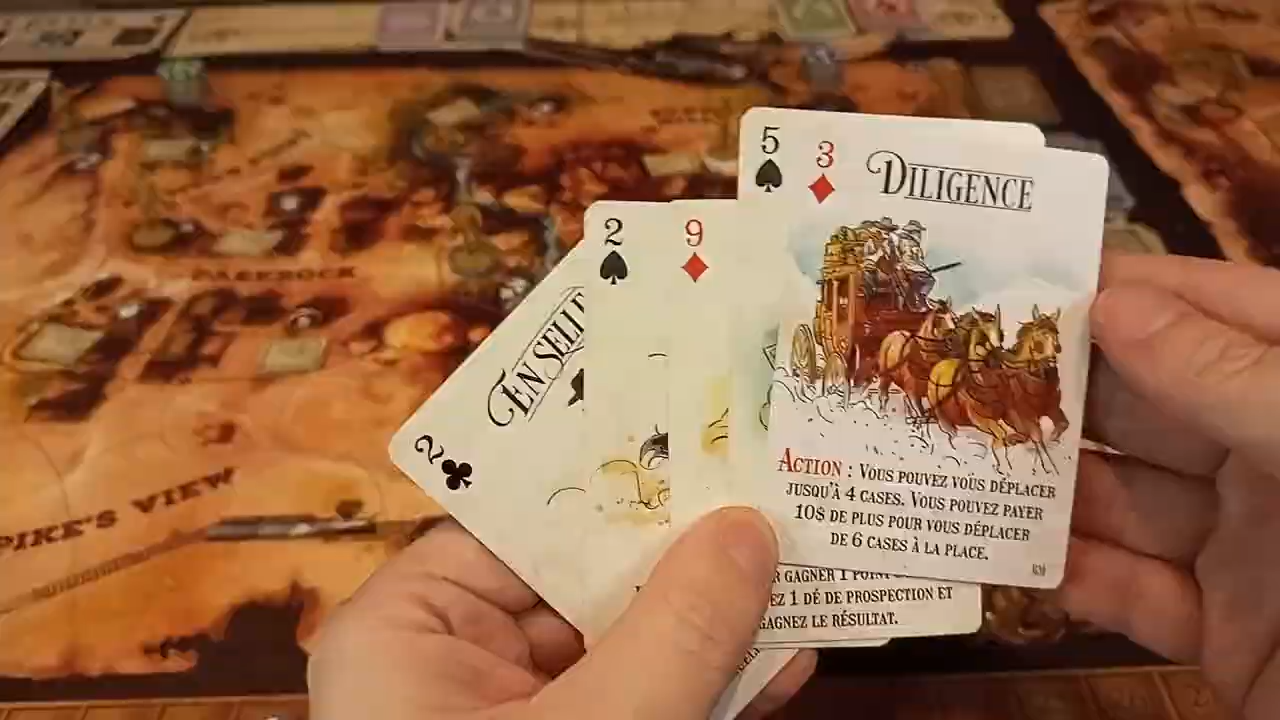 5
3
DILIGENCE
2
9
EN SELLE
2
ACTION : VOUS POUVEZ VOUS DÉPLACER
JUSQU'À 4 CASES. VOUS POUVEZ PAYER
10$ DE PLUS POUR VOUS DÉPLACER
DE 6 CASES À LA PLACE.
GAGNER 1 POINT
1 DÉ DE PROSPECTION ET
GAGNEZ LE RÉSULTAT.
PIKE'S VIEW